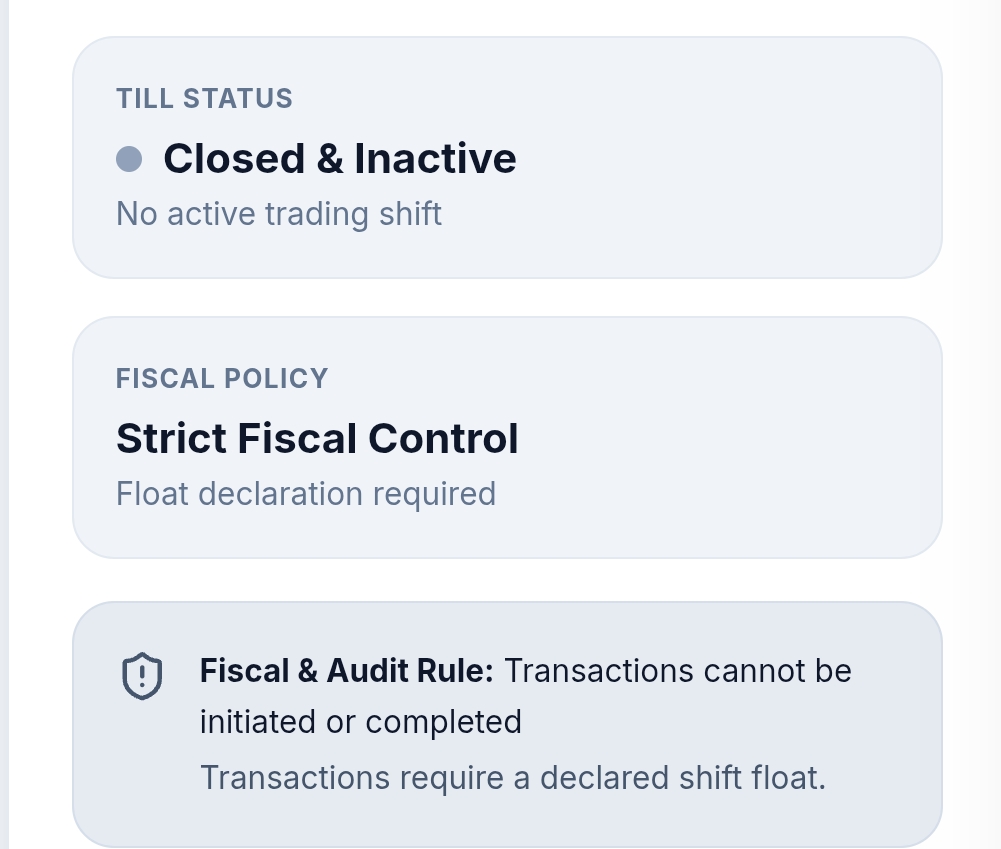 TILL STATUS
Closed & Inactive
No active trading shift
FISCAL POLICY
Strict Fiscal Control
Float declaration required
Fiscal & Audit Rule: Transactions cannot be
initiated or completed
Transactions require a declared shift float.